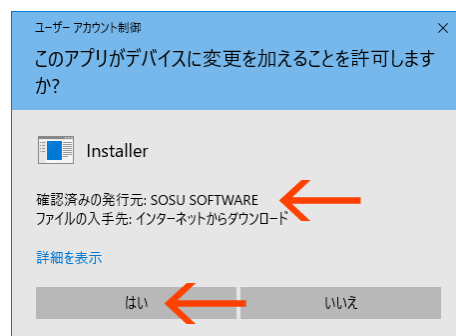 ユーザー アカウント制御
このアプリがデバイスに変更を加えることを許可します
か?
Installer
確認済みの発行元: SOSU SOFTWARE
ファイルの入手先: インターネットからダウンロード
詳細を表示
はい
いいえ